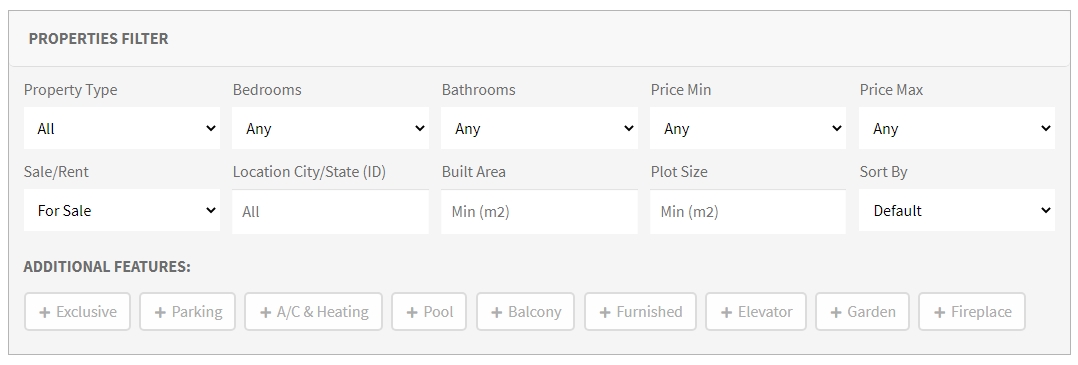 PROPERTIES FILTER
Property Type Bedrooms Bathrooms Price Min Price Max
All Any Any Any Any
Sale/Rent Location City/State (ID) Built Area Plot Size Sort By
For Sale All Min (m2) Min (m2) Default
ADDITIONAL FEATURES:
+ Exclusive + Parking + A/C & Heating + Pool + Balcony + Furnished + Elevator + Garden + Fireplace